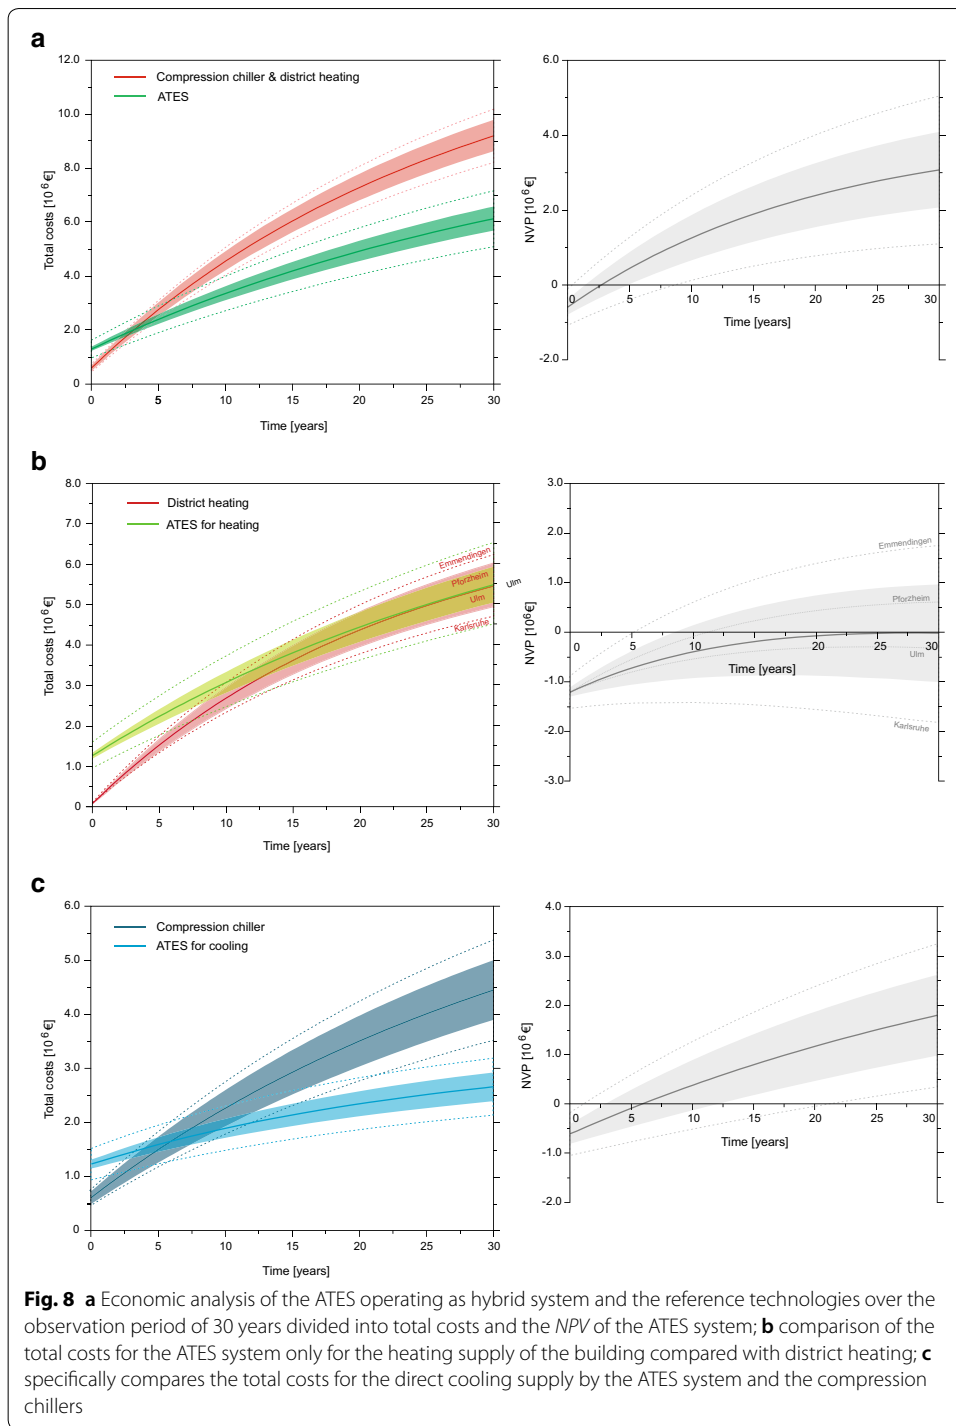 a
12.0
10.0
8.0
6.0
4.0
2.0
0
Total costs [10⁶€]
Compression chiller & district heating
ATES
0 5 10 15 20 25 30
Time [years]
6.0
4.0
2.0
0
-2.0
NVP [10⁶€]
0 5 10 15 20 25 30
Time [years]
b
8.0
7.0
6.0
5.0
4.0
3.0
2.0
1.0
0
Total costs [10⁶€]
District heating
ATES for heating
Emmendingen
Pforzheim
Ulm
Ulm
Karlsruhe
0 5 10 15 20 25 30
Time [years]
3.0
2.0
1.0
0
-1.0
-2.0
-3.0
NVP [10⁶€]
Emmendingen
Pforzheim
0 5 10 15 20 25 30
Ulm
Time [years]
Karlsruhe
c
6.0
5.0
4.0
3.0
2.0
1.0
0
Total costs [10⁶€]
Compression chiller
ATES for cooling
0 5 10 15 20 25 30
Time [years]
4.0
3.0
2.0
1.0
0
-1.0
-2.0
NVP [10⁶€]
0 5 10 15 20 25 30
Time [years]
Fig. 8 a Economic analysis of the ATES operating as hybrid system and the reference technologies over the
observation period of 30 years divided into total costs and the NPV of the ATES system; b comparison of the
total costs for the ATES system only for the heating supply of the building compared with district heating; c
specifically compares the total costs for the direct cooling supply by the ATES system and the compression
chillers